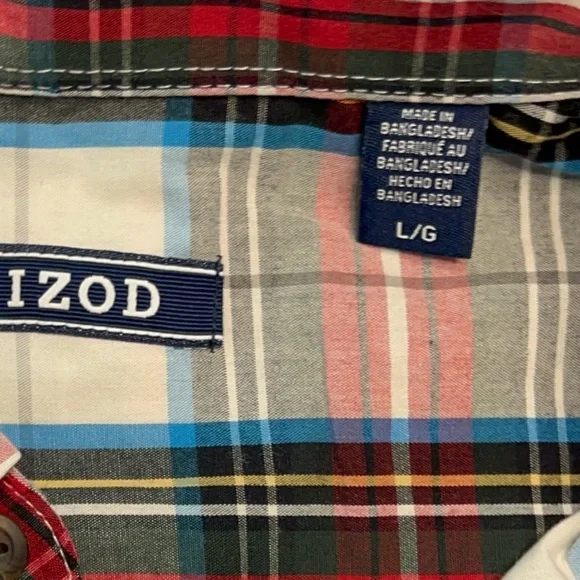 MADE IN
BANGLADESH/
FABRIQUÉ AU
BANGLADESH/
HECHO EN
BANGLADESH
L/G
IZOD